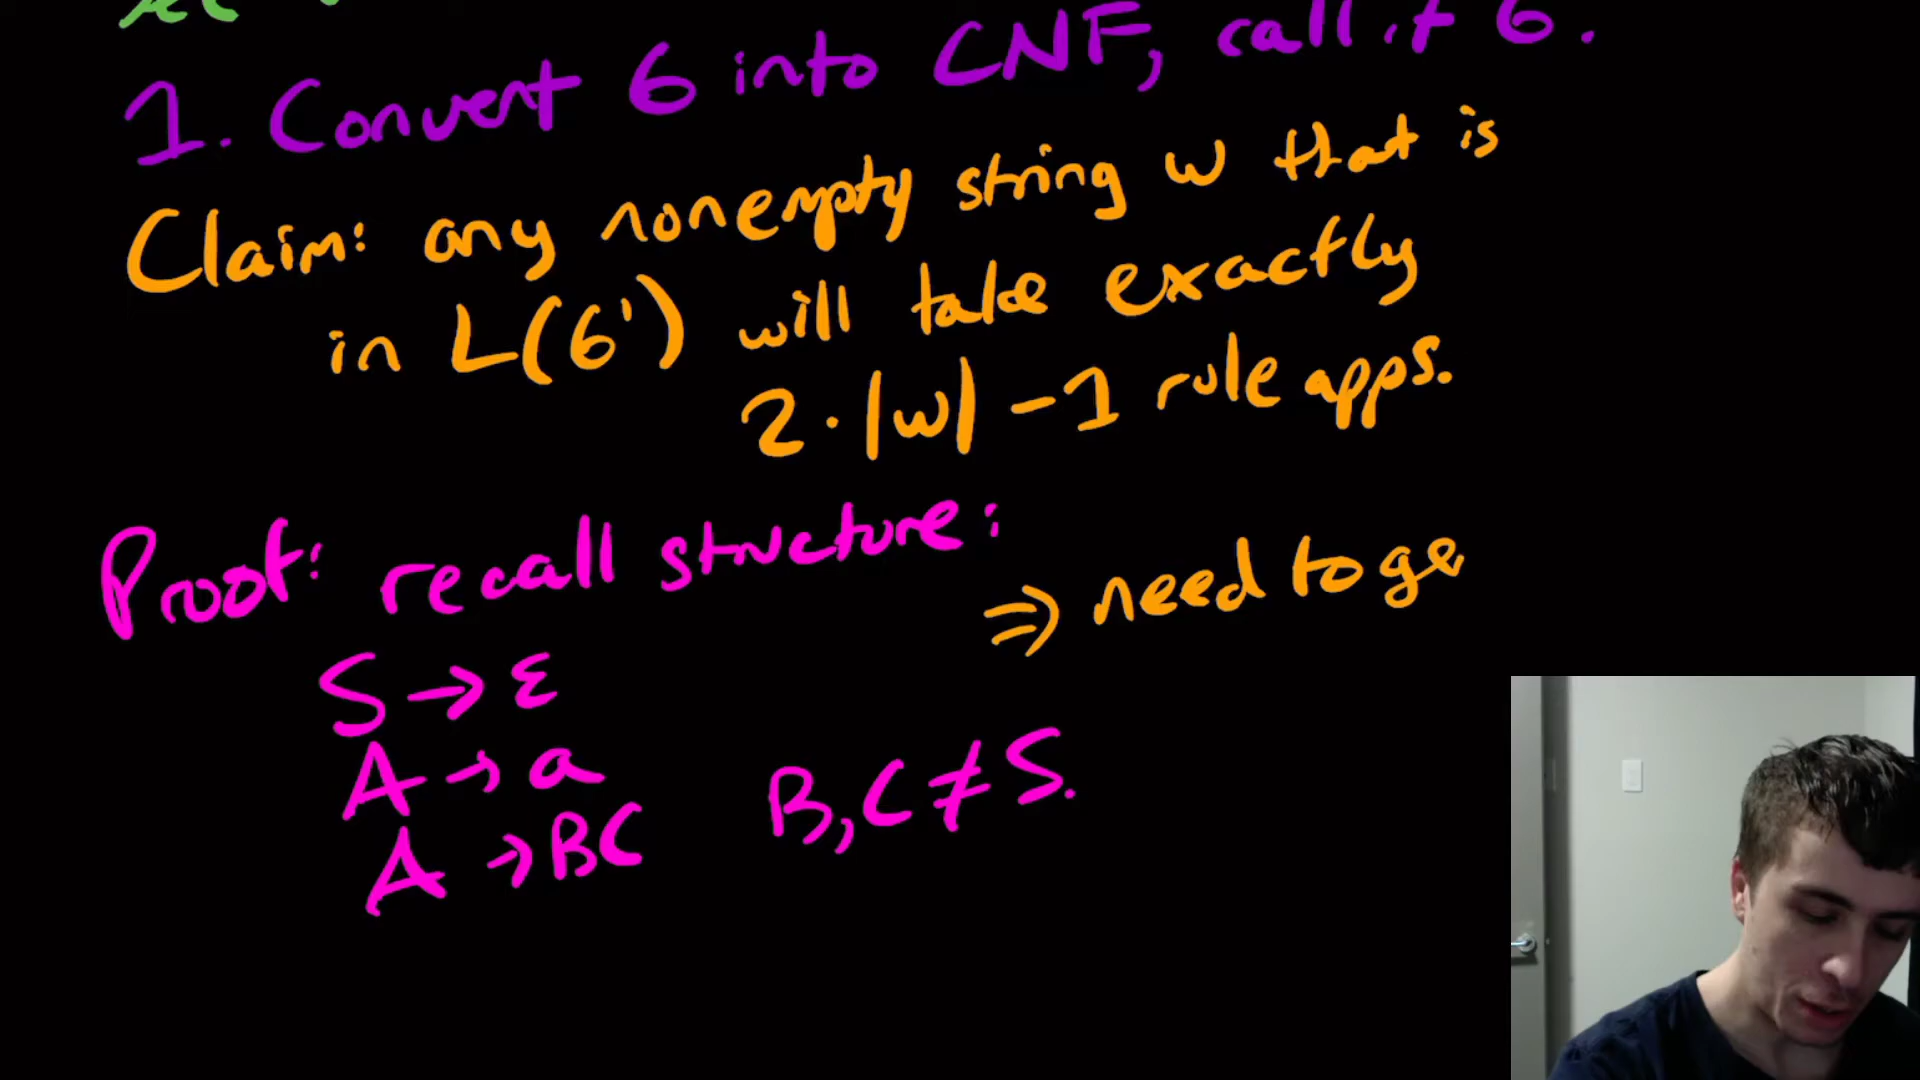 1. Convert G into CNF, call it G.
Claim: any nonempty string w that is
in L(G') will take exactly
2·|w| -1 rule apps.
Proof: recall structure:
⇒ need to ge
S → ε
A → a
B, C ≠ S.
A → BC